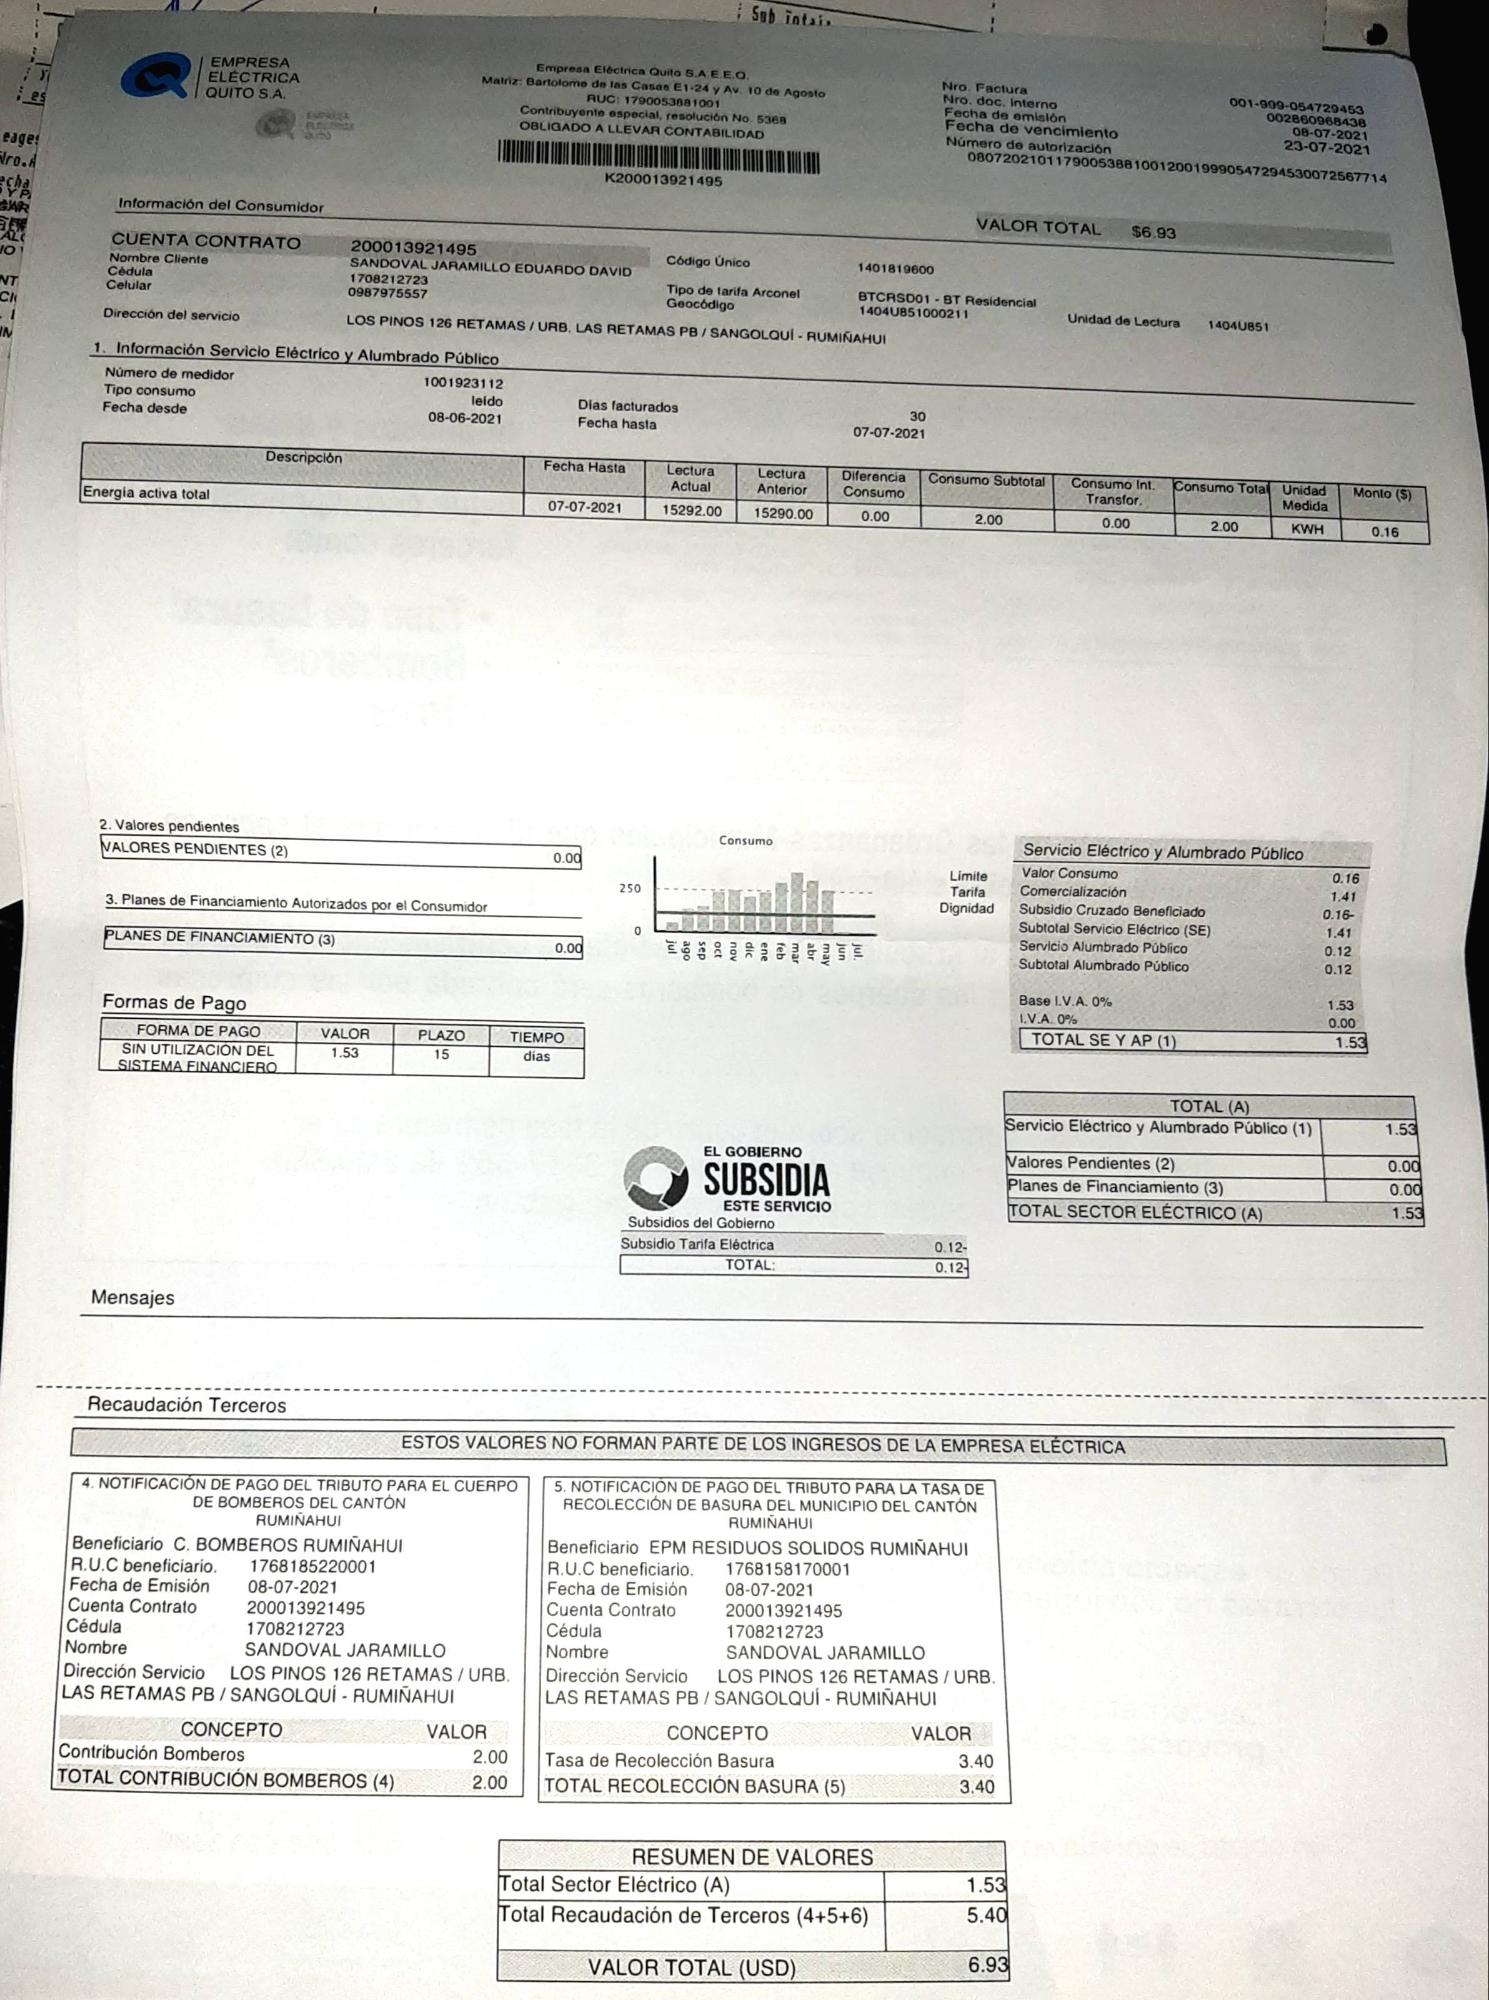 Sub Total.
EMPRESA
ELÉCTRICA
QUITO S.A.
EMPRESA
ELÉCTRICA
QUITO
Empresa Eléctrica Quito S.A.E.E.Q.
Matriz: Bartolome de las Casas E1-24 y Av. 10 de Agosto
RUC: 1790053881001
Contribuyente especial, resolución No. 5368
OBLIGADO A LLEVAR CONTABILIDAD
K200013921495
Nro. Factura 001-999-054729453
Nro. doc. interno 002860968438
Fecha de emisión 08-07-2021
Fecha de vencimiento 23-07-2021
Número de autorización
0807202101179005388100120019990547294530072567714
Información del Consumidor
VALOR TOTAL $6.93
CUENTA CONTRATO 200013921495
Nombre Cliente SANDOVAL JARAMILLO EDUARDO DAVID
Cédula 1708212723
Celular 0987975557
Código Único 1401819600
Tipo de tarifa Arconel BTCRSD01 - BT Residencial
Geocódigo 1404U851000211
Unidad de Lectura 1404U851
Dirección del servicio LOS PINOS 126 RETAMAS / URB. LAS RETAMAS PB / SANGOLQUÍ - RUMIÑAHUI
1. Información Servicio Eléctrico y Alumbrado Público
Número de medidor 1001923112
Tipo consumo leido
Fecha desde 08-06-2021
Días facturados 30
Fecha hasta 07-07-2021
Descripción Fecha Hasta Lectura Actual Lectura Anterior Diferencia Consumo Consumo Subtotal Consumo Int. Transfor. Consumo Total Unidad Medida Monto ($)
Energía activa total 07-07-2021 15292.00 15290.00 0.00 2.00 0.00 2.00 KWH 0.16
2. Valores pendientes
VALORES PENDIENTES (2) 0.00
3. Planes de Financiamiento Autorizados por el Consumidor
PLANES DE FINANCIAMIENTO (3) 0.00
Formas de Pago
FORMA DE PAGO VALOR PLAZO TIEMPO
SIN UTILIZACIÓN DEL 1.53 15 días
SISTEMA FINANCIERO
Consumo
250
0
jul ago sep oct nov dic ene feb mar abr may jun jul.
Límite
Tarifa
Dignidad
Servicio Eléctrico y Alumbrado Público
Valor Consumo 0.16
Comercialización 1.41
Subsidio Cruzado Beneficiado 0.16-
Subtotal Servicio Eléctrico (SE) 1.41
Servicio Alumbrado Público 0.12
Subtotal Alumbrado Público 0.12
Base I.V.A. 0% 1.53
I.V.A. 0% 0.00
TOTAL SE Y AP (1) 1.53
TOTAL (A)
Servicio Eléctrico y Alumbrado Público (1) 1.53
Valores Pendientes (2) 0.00
Planes de Financiamiento (3) 0.00
TOTAL SECTOR ELÉCTRICO (A) 1.53
EL GOBIERNO
SUBSIDIA
ESTE SERVICIO
Subsidios del Gobierno
Subsidio Tarifa Eléctrica 0.12-
TOTAL: 0.12-
Mensajes
Recaudación Terceros
ESTOS VALORES NO FORMAN PARTE DE LOS INGRESOS DE LA EMPRESA ELÉCTRICA
4. NOTIFICACIÓN DE PAGO DEL TRIBUTO PARA EL CUERPO
DE BOMBEROS DEL CANTÓN
RUMIÑAHUI
Beneficiario C. BOMBEROS RUMIÑAHUI
R.U.C beneficiario. 1768185220001
Fecha de Emisión 08-07-2021
Cuenta Contrato 200013921495
Cédula 1708212723
Nombre SANDOVAL JARAMILLO
Dirección Servicio LOS PINOS 126 RETAMAS / URB.
LAS RETAMAS PB / SANGOLQUÍ - RUMIÑAHUI
CONCEPTO VALOR
Contribución Bomberos 2.00
TOTAL CONTRIBUCIÓN BOMBEROS (4) 2.00
5. NOTIFICACIÓN DE PAGO DEL TRIBUTO PARA LA TASA DE
RECOLECCIÓN DE BASURA DEL MUNICIPIO DEL CANTÓN
RUMIÑAHUI
Beneficiario EPM RESIDUOS SOLIDOS RUMIÑAHUI
R.U.C beneficiario. 1768158170001
Fecha de Emisión 08-07-2021
Cuenta Contrato 200013921495
Cédula 1708212723
Nombre SANDOVAL JARAMILLO
Dirección Servicio LOS PINOS 126 RETAMAS / URB.
LAS RETAMAS PB / SANGOLQUÍ - RUMIÑAHUI
CONCEPTO VALOR
Tasa de Recolección Basura 3.40
TOTAL RECOLECCIÓN BASURA (5) 3.40
RESUMEN DE VALORES
Total Sector Eléctrico (A) 1.53
Total Recaudación de Terceros (4+5+6) 5.40
VALOR TOTAL (USD) 6.93